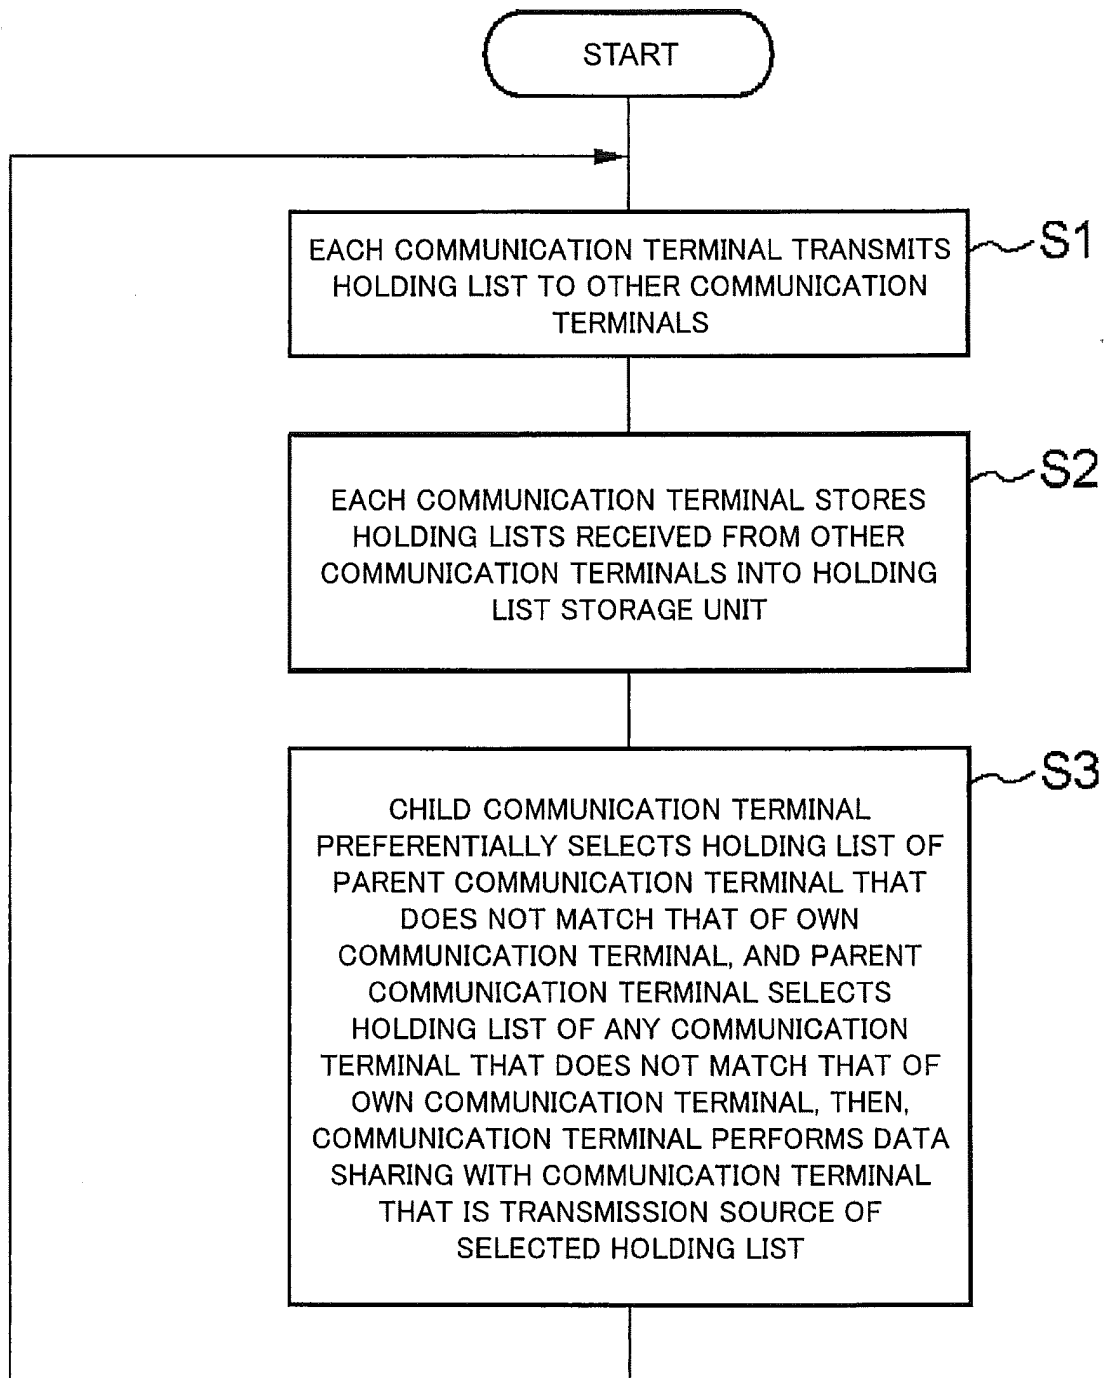 START
EACH COMMUNICATION TERMINAL TRANSMITS
HOLDING LIST TO OTHER COMMUNICATION
TERMINALS
S1
EACH COMMUNICATION TERMINAL STORES
HOLDING LISTS RECEIVED FROM OTHER
COMMUNICATION TERMINALS INTO HOLDING
LIST STORAGE UNIT
S2
CHILD COMMUNICATION TERMINAL
PREFERENTIALLY SELECTS HOLDING LIST OF
PARENT COMMUNICATION TERMINAL THAT
DOES NOT MATCH THAT OF OWN
COMMUNICATION TERMINAL, AND PARENT
COMMUNICATION TERMINAL SELECTS
HOLDING LIST OF ANY COMMUNICATION
TERMINAL THAT DOES NOT MATCH THAT OF
OWN COMMUNICATION TERMINAL, THEN,
COMMUNICATION TERMINAL PERFORMS DATA
SHARING WITH COMMUNICATION TERMINAL
THAT IS TRANSMISSION SOURCE OF
SELECTED HOLDING LIST
S3